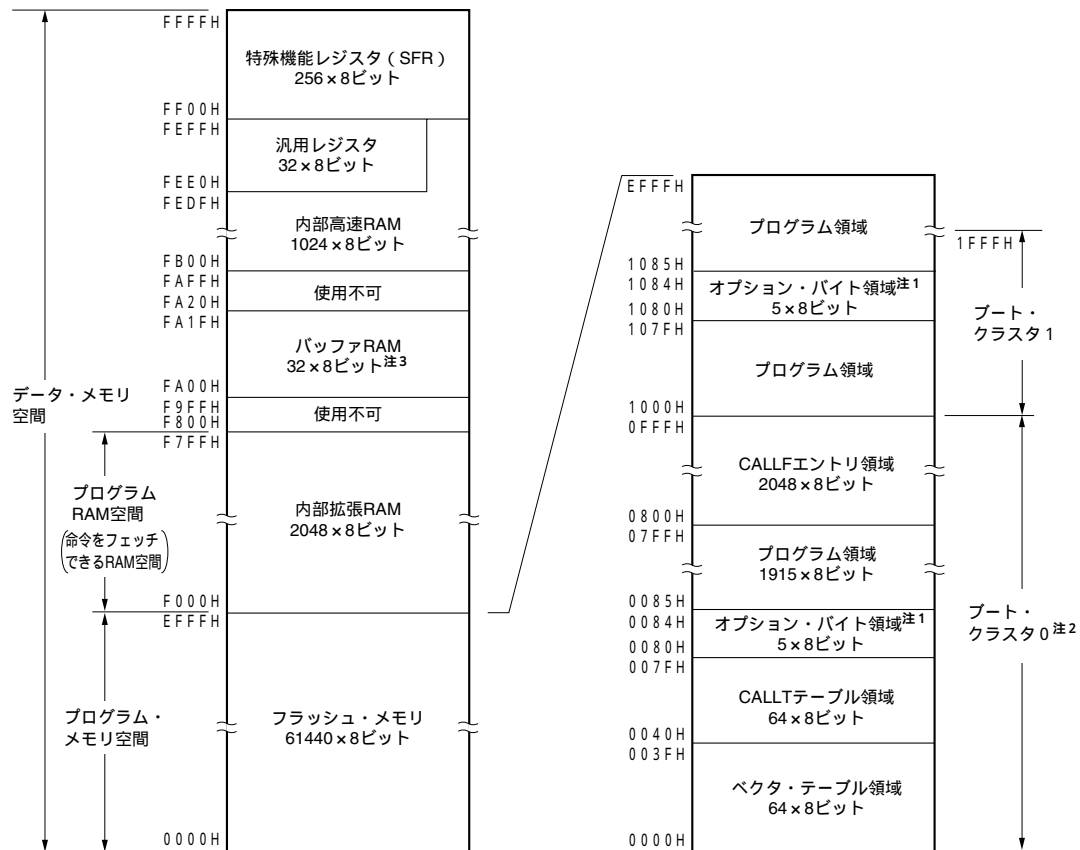 FFFFH
特殊機能レジスタ（SFR）
256×8ビット
FF00H
FEFFH
汎用レジスタ
32×8ビット
FEE0H
FEDFH
内部高速RAM
1024×8ビット
FB00H
FAFFH
使用不可
FA20H
FA1FH
バッファRAM
32×8ビット注3
FA00H
F9FFH
使用不可
F800H
F7FFH
内部拡張RAM
2048×8ビット
F000H
EFFFH
フラッシュ・メモリ
61440×8ビット
0000H
データ・メモリ
空間
プログラム
RAM空間
(命令をフェッチ
できるRAM空間)
プログラム・
メモリ空間
EFFFH
プログラム領域
1FFFH
1085H
1084H
オプション・バイト領域注1
5×8ビット
1080H
107FH
プログラム領域
1000H
0FFFH
CALLFエントリ領域
2048×8ビット
0800H
07FFH
プログラム領域
1915×8ビット
0085H
0084H
オプション・バイト領域注1
5×8ビット
0080H
007FH
CALLTテーブル領域
64×8ビット
0040H
003FH
ベクタ・テーブル領域
64×8ビット
0000H
ブート・
クラスタ1
ブート・
クラスタ0注2